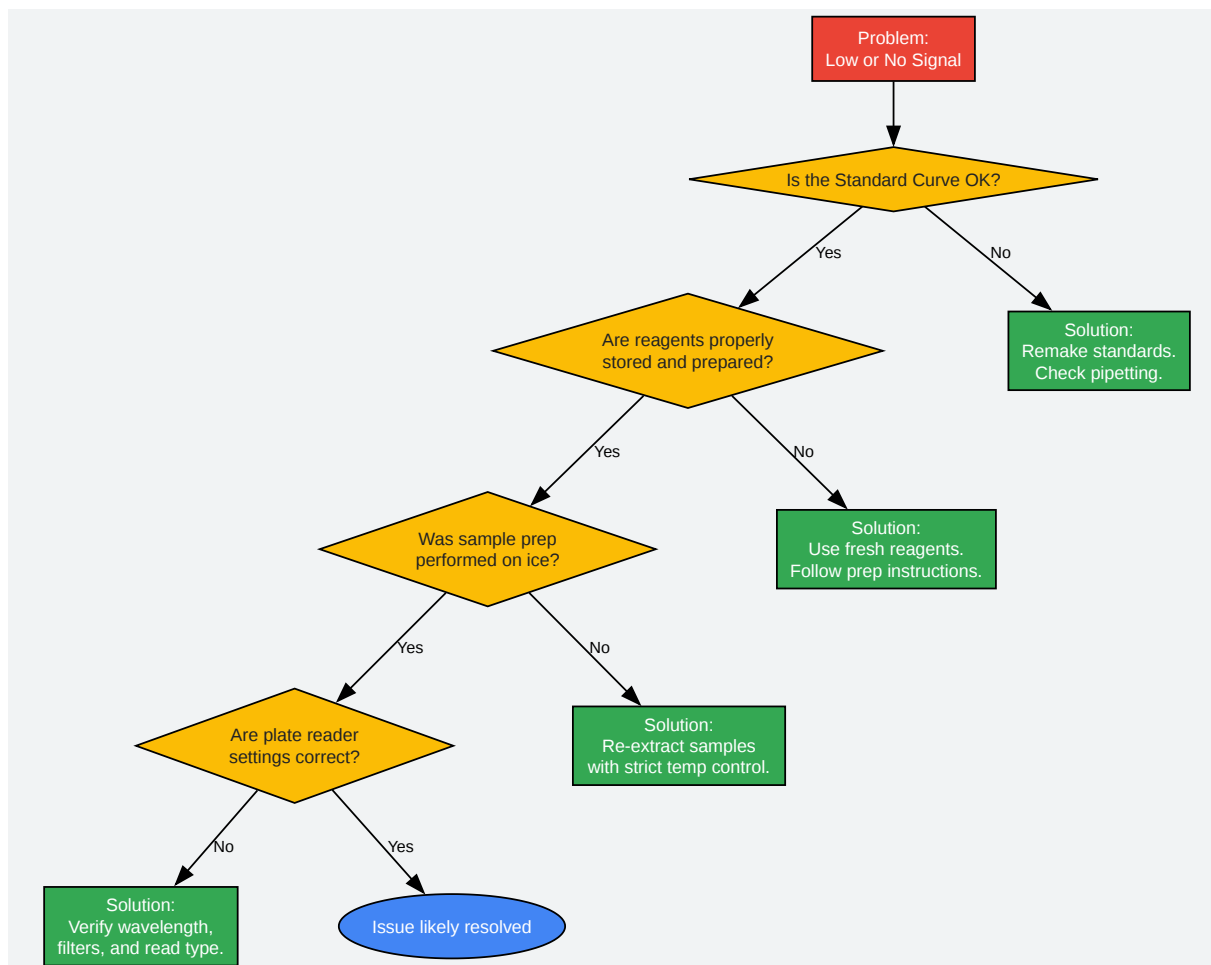 Problem:
Low or No Signal
Is the Standard Curve OK?
Yes
No
Are reagents properly
stored and prepared?
Solution:
Remake standards.
Check pipetting.
Yes
No
Was sample prep
performed on ice?
Solution:
Use fresh reagents.
Follow prep instructions.
Yes
No
Are plate reader
settings correct?
Solution:
Re-extract samples
with strict temp control.
No
Yes
Solution:
Verify wavelength,
filters, and read type.
Issue likely resolved